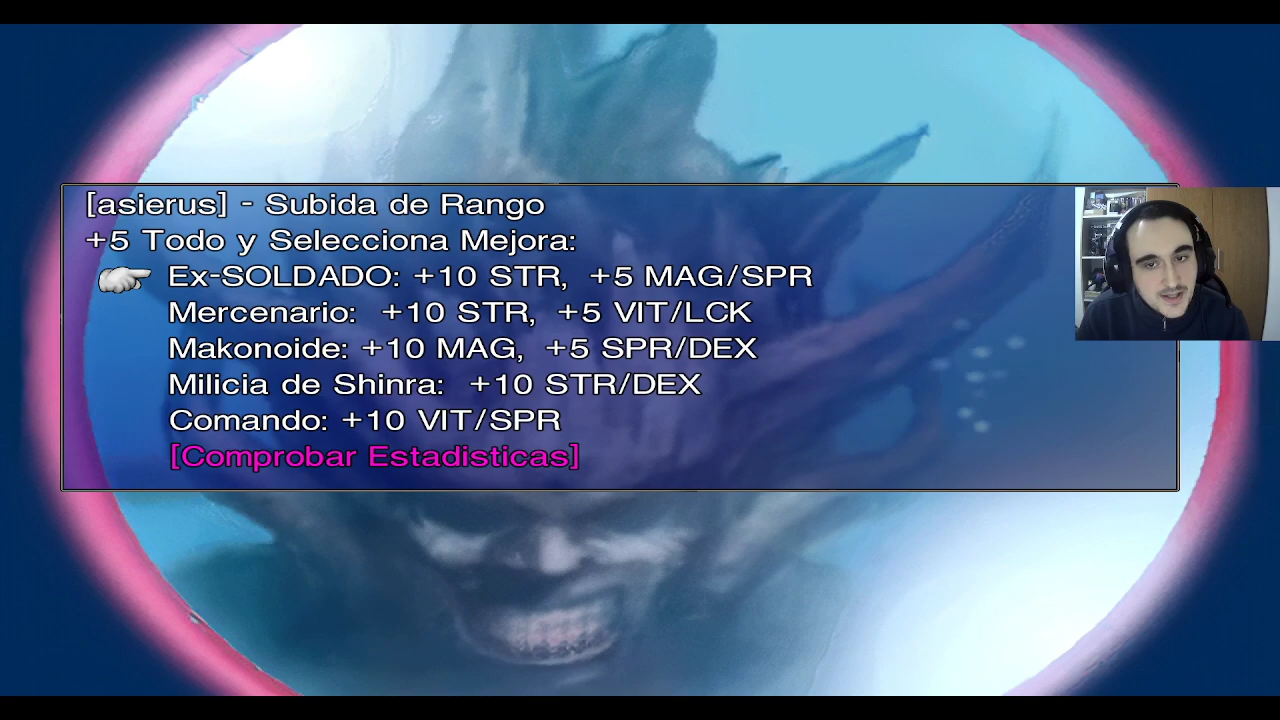 [asierus] - Subida de Rango
+5 Todo y Selecciona Mejora:
Ex-SOLDADO: +10 STR, +5 MAG/SPR
Mercenario: +10 STR, +5 VIT/LCK
Makonoide: +10 MAG, +5 SPR/DEX
Milicia de Shinra: +10 STR/DEX
Comando: +10 VIT/SPR
[Comprobar Estadisticas]